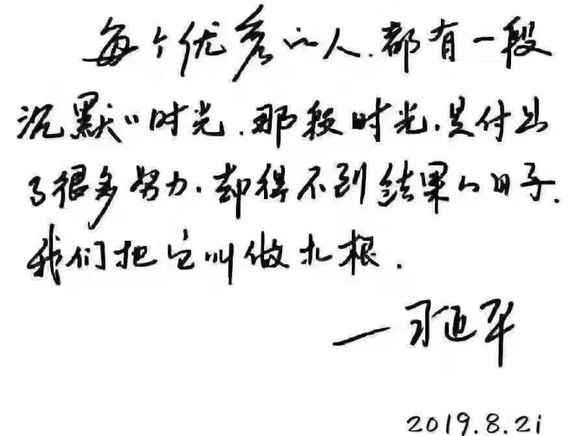 每个优秀的人.都有一段
沉默的时光.那段时光.是付出
了很多努力.却得不到结果的日子.
我们把它叫做扎根.
—习近平
2019.8.21